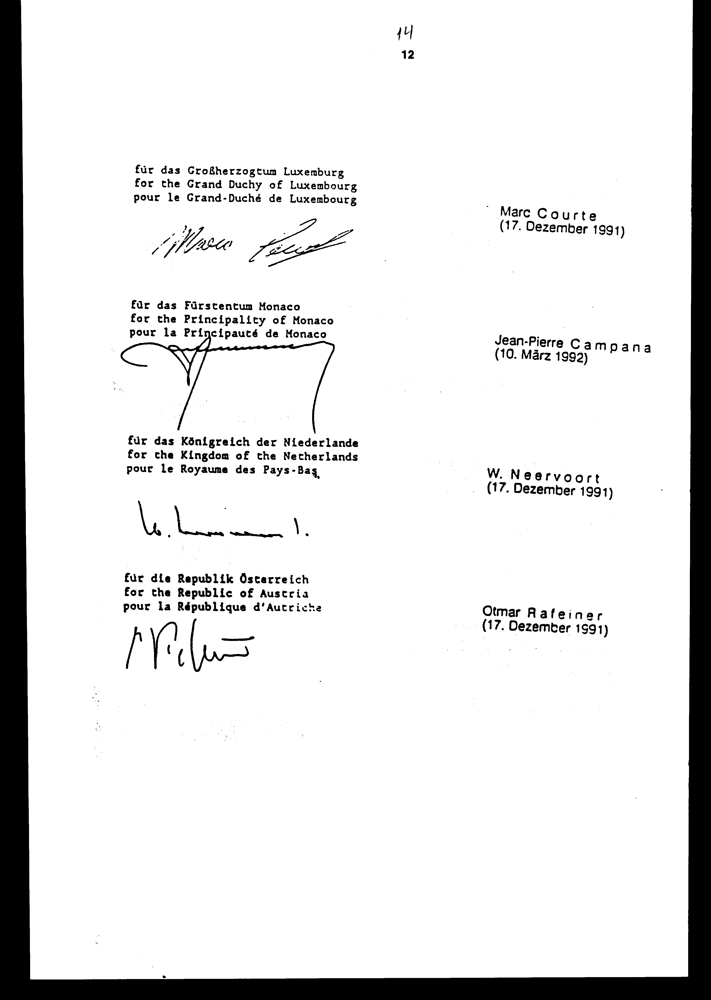 14
12
für das Großherzogtum Luxemburg
for the Grand Duchy of Luxembourg
pour le Grand-Duché de Luxembourg
Marc Courte
(17. Dezember 1991)
für das Fürstentum Monaco
for the Principality of Monaco
pour la Principauté de Monaco
Jean-Pierre Campana
(10. März 1992)
für das Königreich der Niederlande
for the Kingdom of the Netherlands
pour le Royaume des Pays-Bas
W. Neervoort
(17. Dezember 1991)
für die Republik Österreich
for the Republic of Austria
pour la République d'Autriche
Otmar Rafeiner
(17. Dezember 1991)